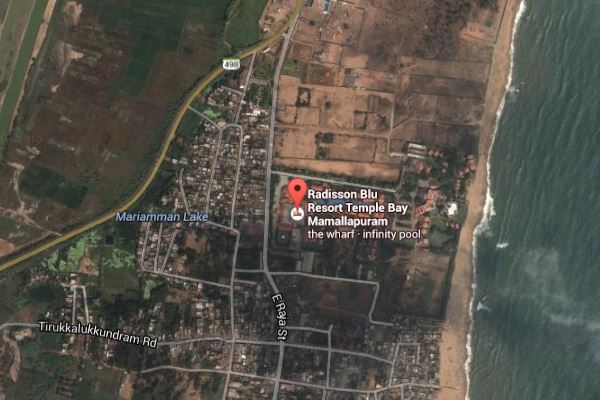 49B
Radisson Blu
Resort Temple Bay
Mamallapuram
the wharf · infinity pool
Mariamman Lake
E Raja St
Tirukkalukkundram Rd